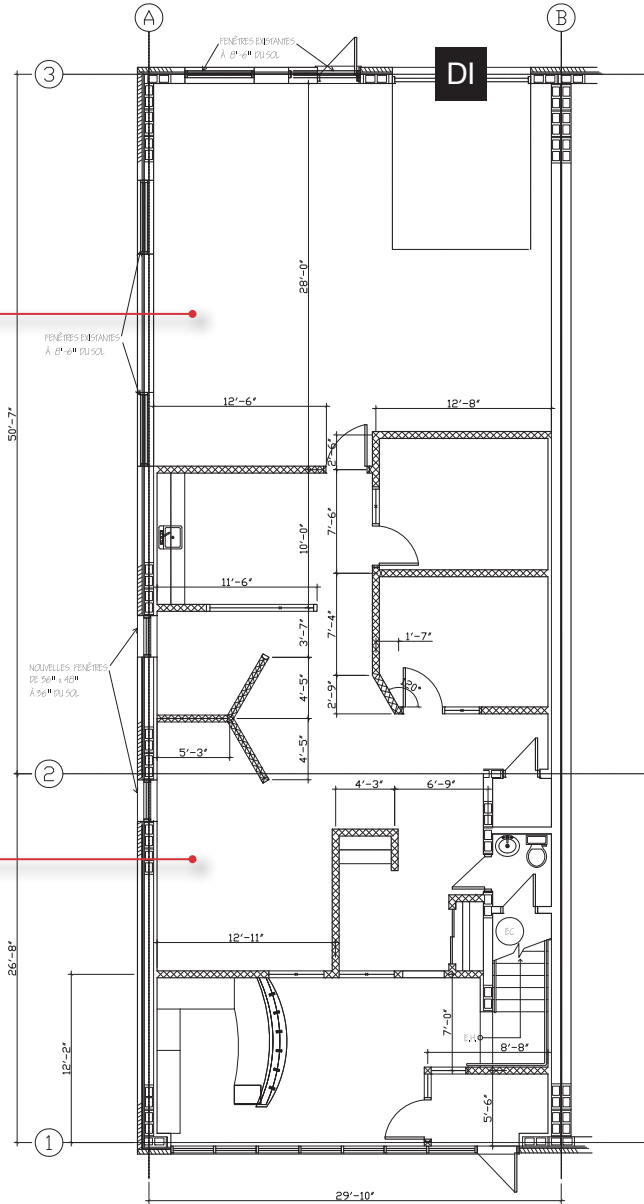 A
B
FENÊTRES EXISTANTES
À 8'-6" DU SOL
3
DI
28'-0"
FENÊTRES EXISTANTES
À 8'-6" DU SOL
50'-7"
12'-6"
12'-8"
2'-6"
7'-6"
10'-0"
11'-6"
7'-4"
3'-7"
1'-7"
NOUVELLES FENÊTRES
DE 36" x 48"
À 36" DU SOL
120°
2'-9"
4'-5"
4'-5"
5'-3"
2
4'-3"
6'-9"
26'-8"
12'-11"
EC
12'-2"
7'-0"
E.H.
8'-8"
5'-6"
1
29'-10"